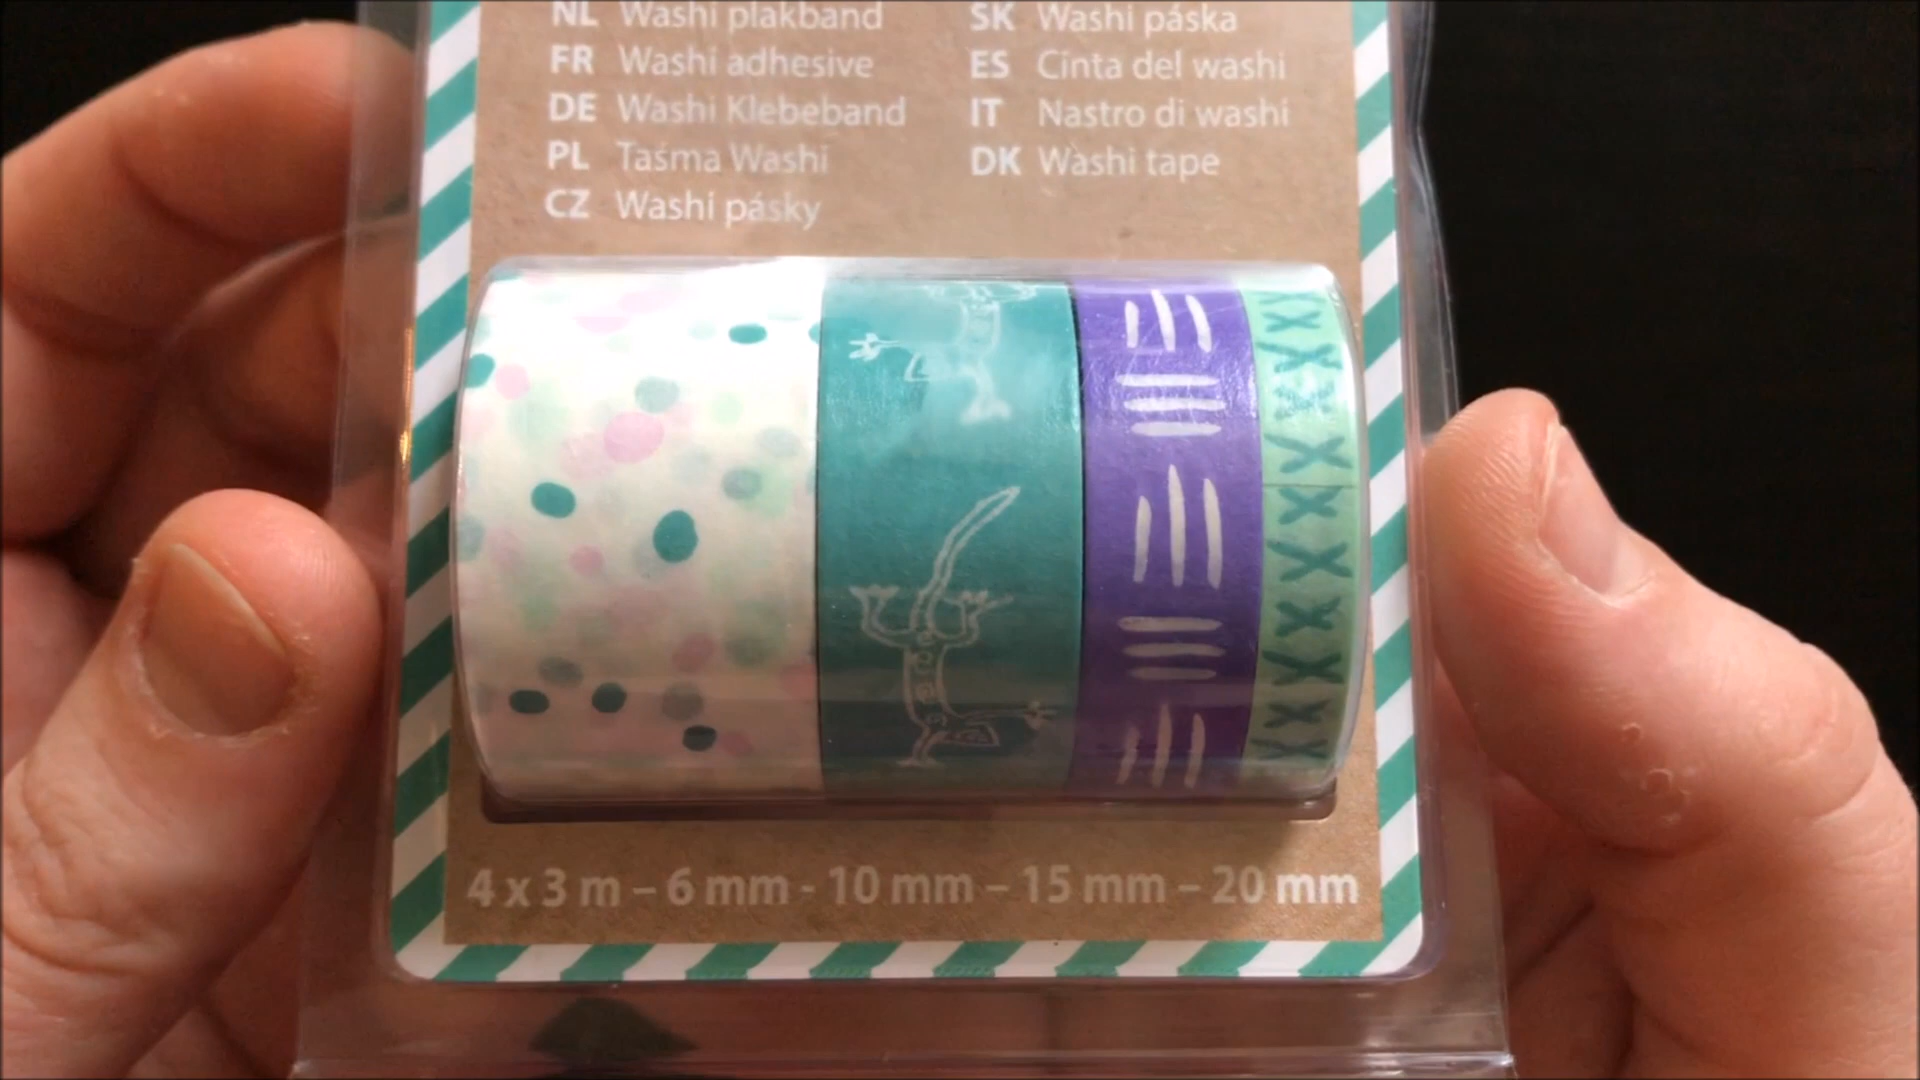 NL Washi plakband
FR Washi adhesive
DE Washi Klebeband
PL Taśma Washi
CZ Washi pásky
SK Washi páska
ES Cinta del washi
IT Nastro di washi
DK Washi tape
4 x 3 m – 6 mm - 10 mm – 15 mm – 20 mm